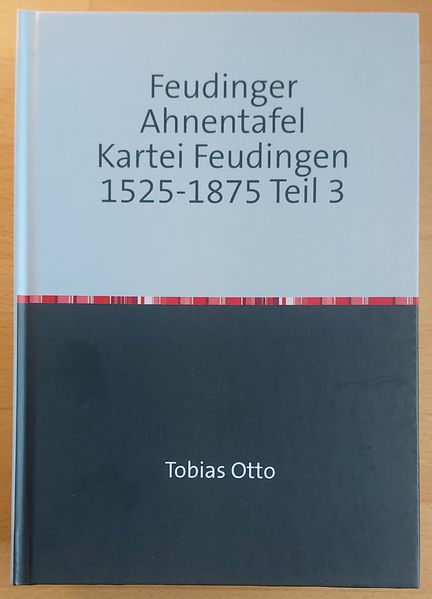 Feudinger
Ahnentafel
Kartei Feudingen
1525-1875 Teil 3
Tobias Otto